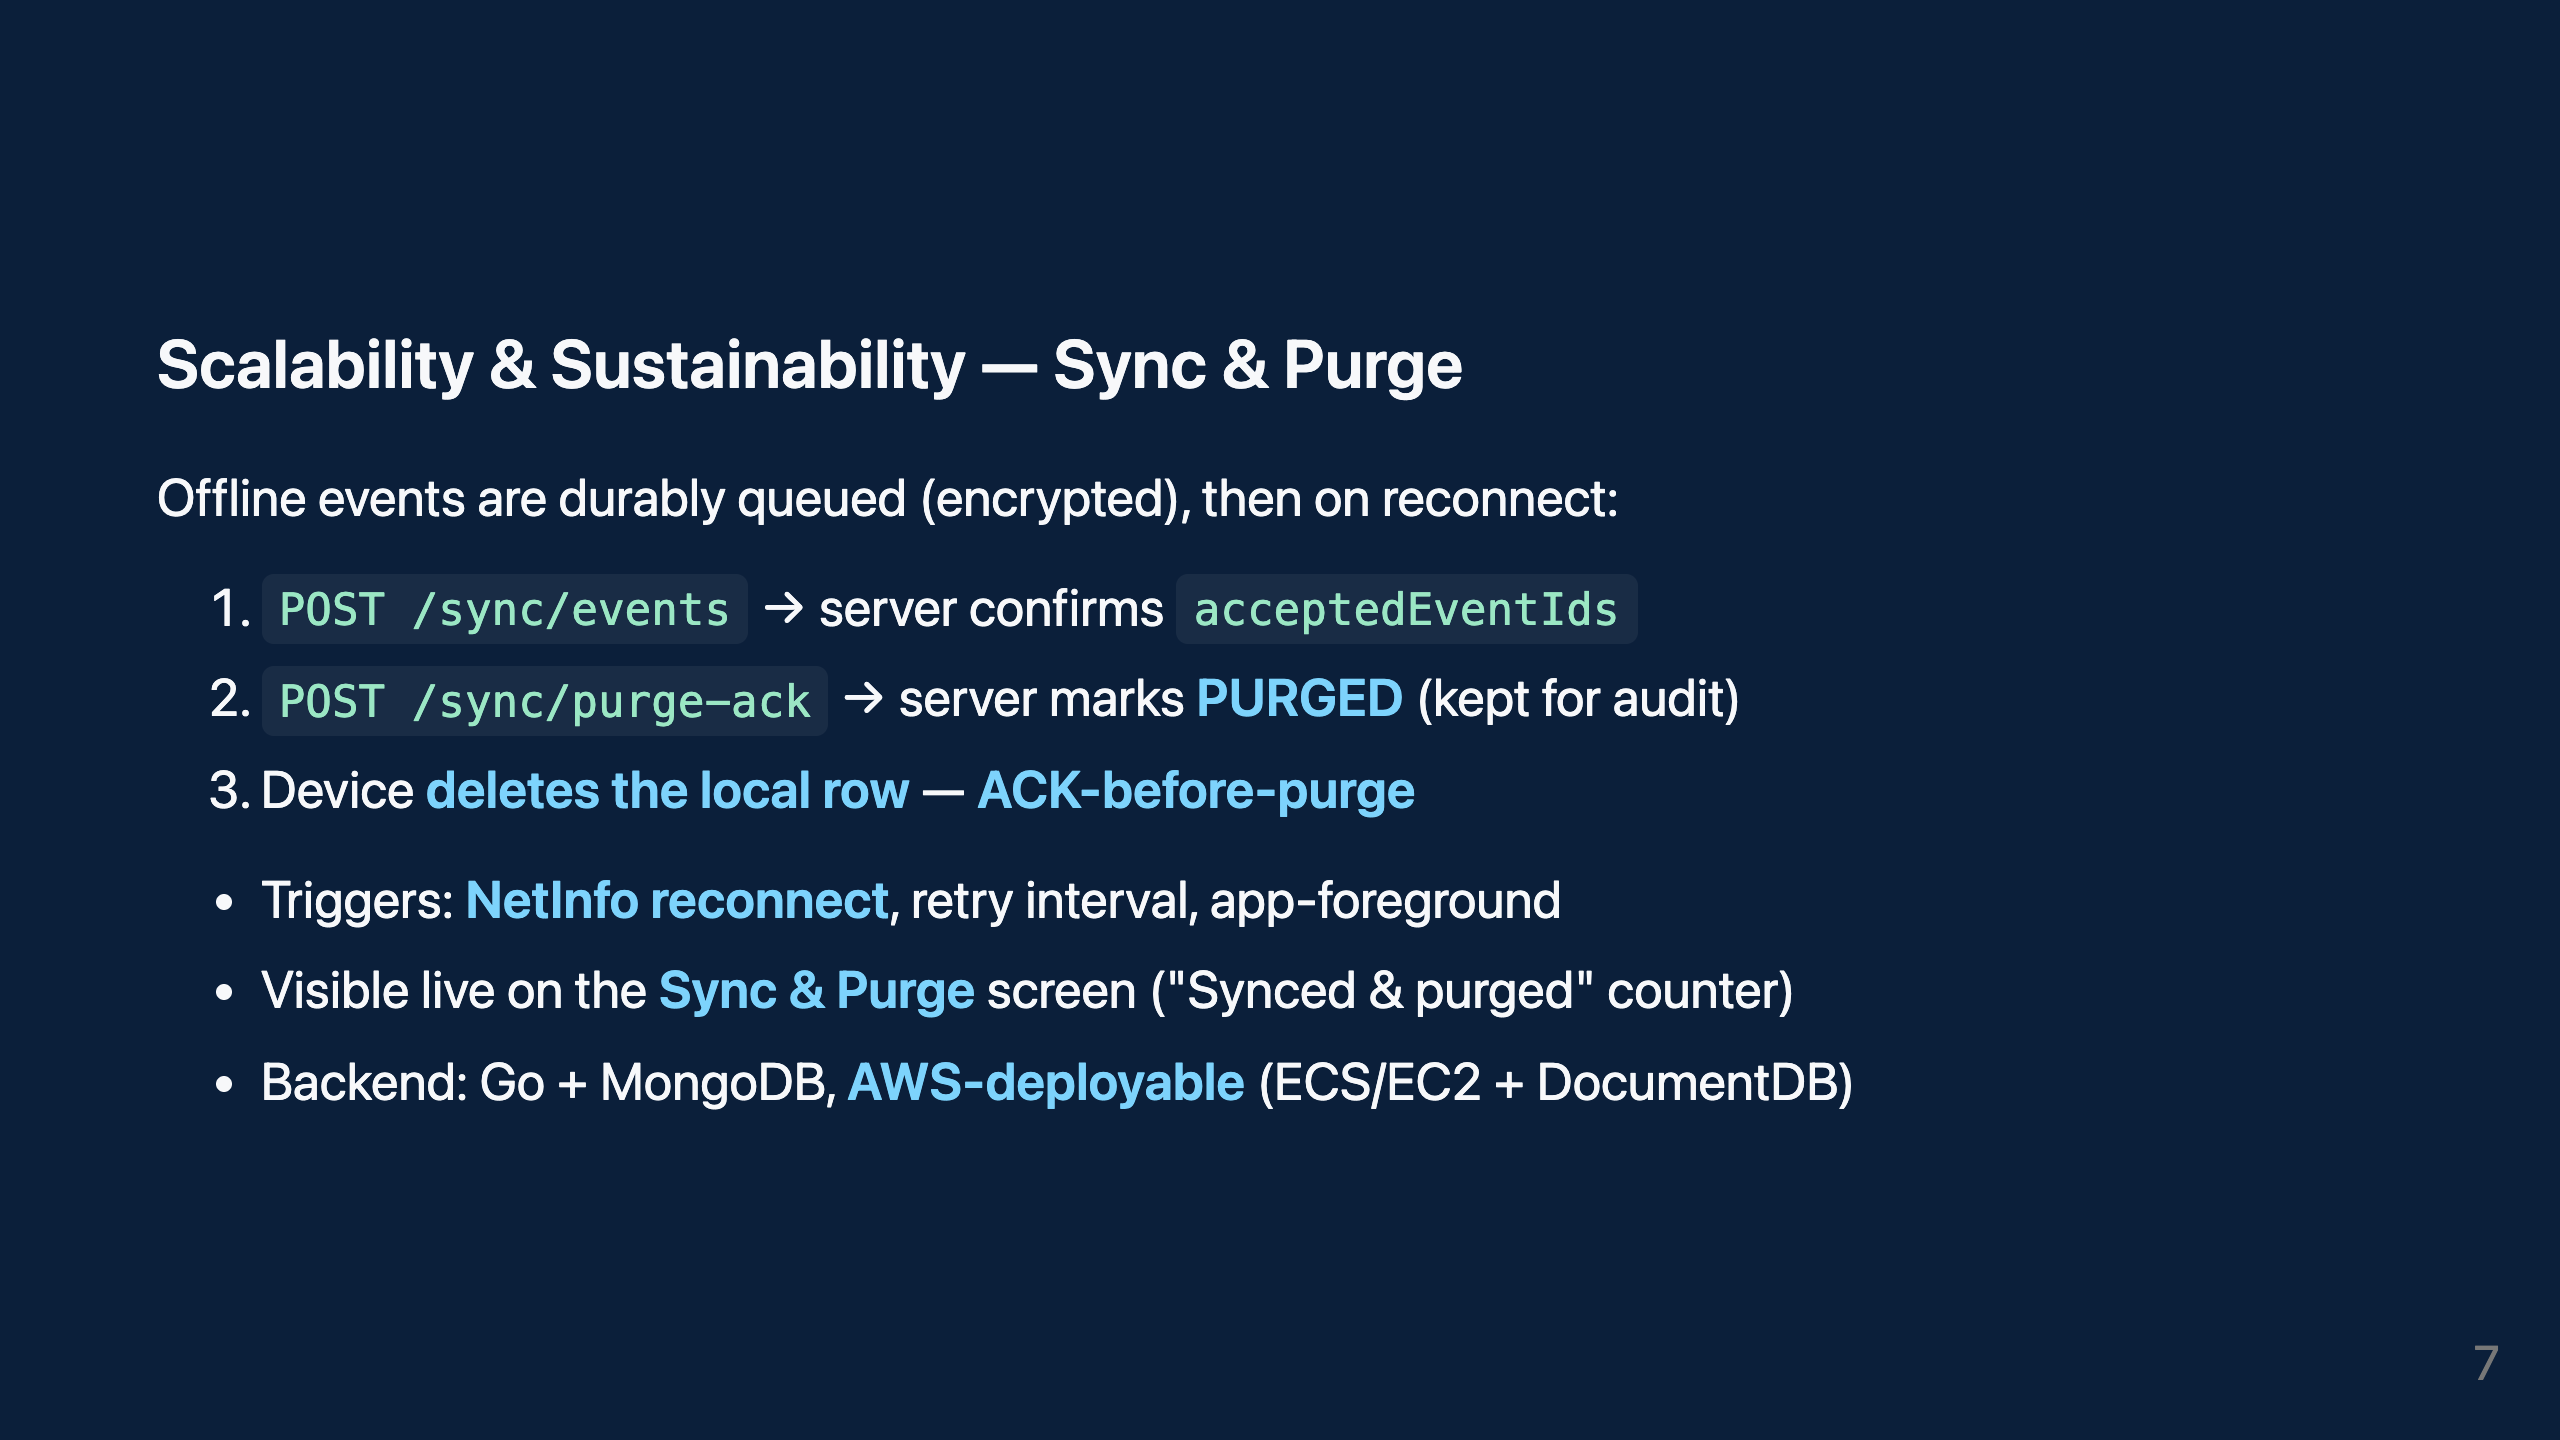 Scalability & Sustainability — Sync & Purge
Offline events are durably queued (encrypted), then on reconnect:
1. POST /sync/events → server confirms acceptedEventIds
2. POST /sync/purge-ack → server marks PURGED (kept for audit)
3. Device deletes the local row — ACK-before-purge
• Triggers: NetInfo reconnect, retry interval, app-foreground
• Visible live on the Sync & Purge screen ("Synced & purged" counter)
• Backend: Go + MongoDB, AWS-deployable (ECS/EC2 + DocumentDB)
7